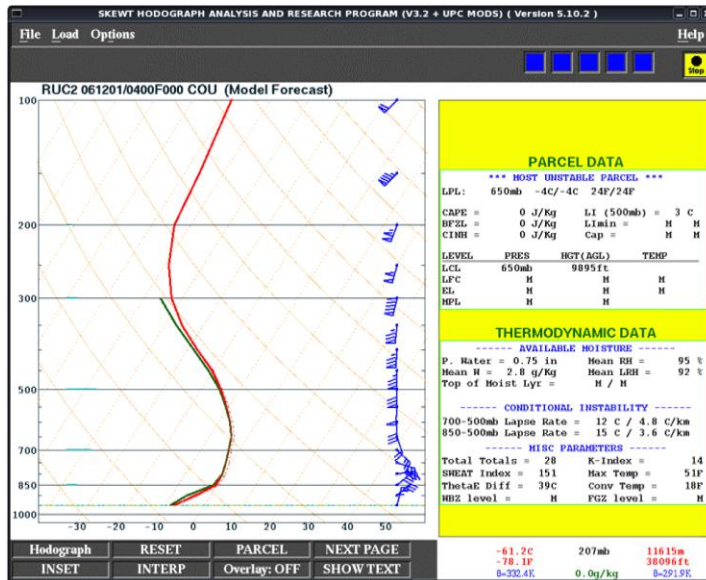 SKEWT HODOGRAPH ANALYSIS AND RESEARCH PROGRAM (V3.2 + UPC MODS) ( Version 5.10.2 )
File Load Options Help
Stop
RUC2 061201/0400F000 COU (Model Forecast)
100
200
300
500
700
850
1000
-30 -20 -10 0 10 20 30 40 50
PARCEL DATA
*** MOST UNSTABLE PARCEL ***
LPL: 650mb -4C/-4C 24F/24F
CAPE = 0 J/Kg LI (500mb) = 3 C
BFZL = 0 J/Kg LImin = M M
CINH = 0 J/Kg Cap = M M
LEVEL PRES HGT(AGL) TEMP
LCL 650mb 9895ft
LFC M M M
EL M M M
MPL M M
THERMODYNAMIC DATA
------ AVAILABLE MOISTURE ------
P. Water = 0.75 in Mean RH = 95 %
Mean W = 2.8 g/Kg Mean LRH = 92 %
Top of Moist Lyr = M / M
------ CONDITIONAL INSTABILITY ------
700-500mb Lapse Rate = 12 C / 4.8 C/km
850-500mb Lapse Rate = 15 C / 3.6 C/km
------ MISC PARAMETERS ------
Total Totals = 28 K-Index = 14
SWEAT Index = 151 Max Temp = 51F
ThetaE Diff = 39C Conv Temp = 18F
WBZ level = M FGZ level = M
Hodograph RESET PARCEL NEXT PAGE
INSET INTERP Overlay: OFF SHOW TEXT
-61.2C 207mb 11615m
-78.1F 38096ft
θ=332.4K 0.0g/kg θ=291.9K